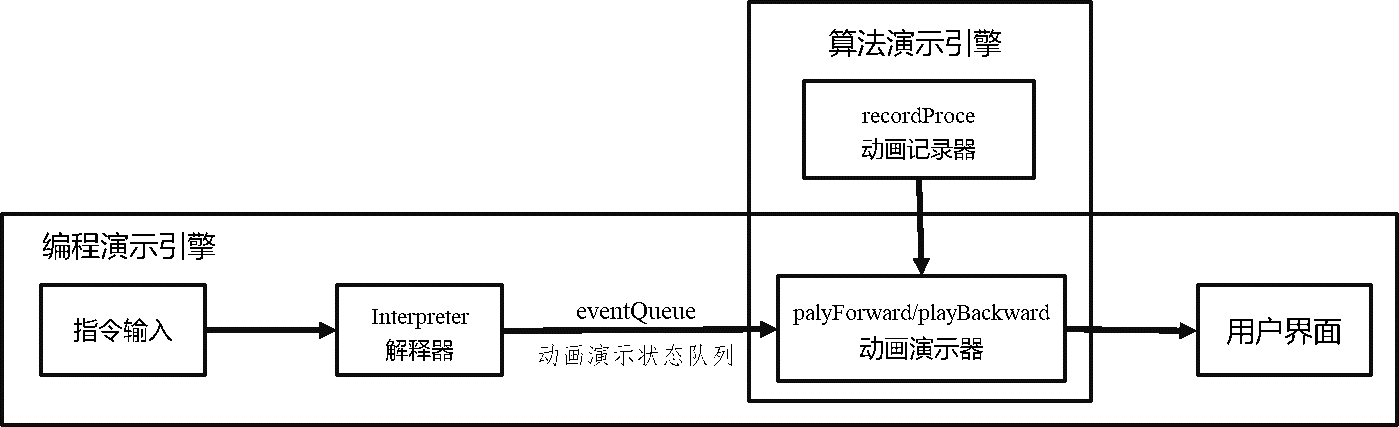 算法演示引擎
recordProce
动画记录器
编程演示引擎
指令输入
Interpreter
解释器
eventQueue
动画演示状态队列
palyForward/playBackward
动画演示器
用户界面